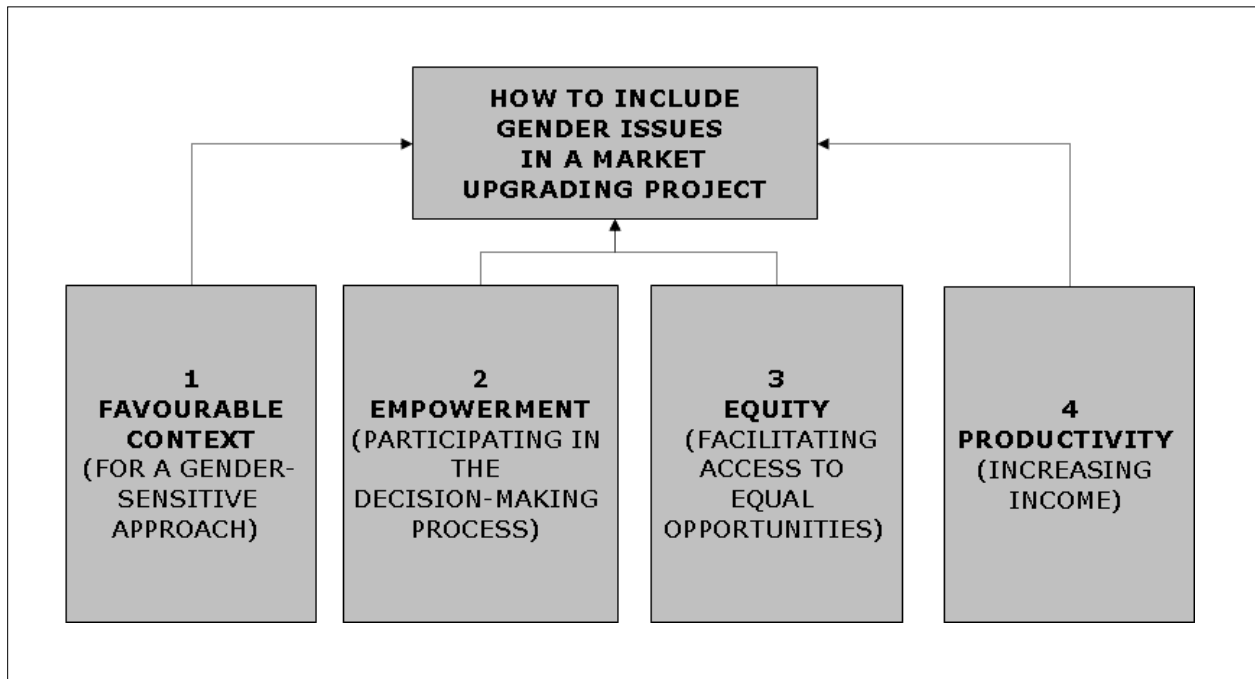 HOW TO INCLUDE
GENDER ISSUES
IN A MARKET
UPGRADING PROJECT
1
FAVOURABLE
CONTEXT
(FOR A GENDER-
SENSITIVE
APPROACH)
2
EMPOWERMENT
(PARTICIPATING IN
THE
DECISION-MAKING
PROCESS)
3
EQUITY
(FACILITATING
ACCESS TO
EQUAL
OPPORTUNITIES)
4
PRODUCTIVITY
(INCREASING
INCOME)